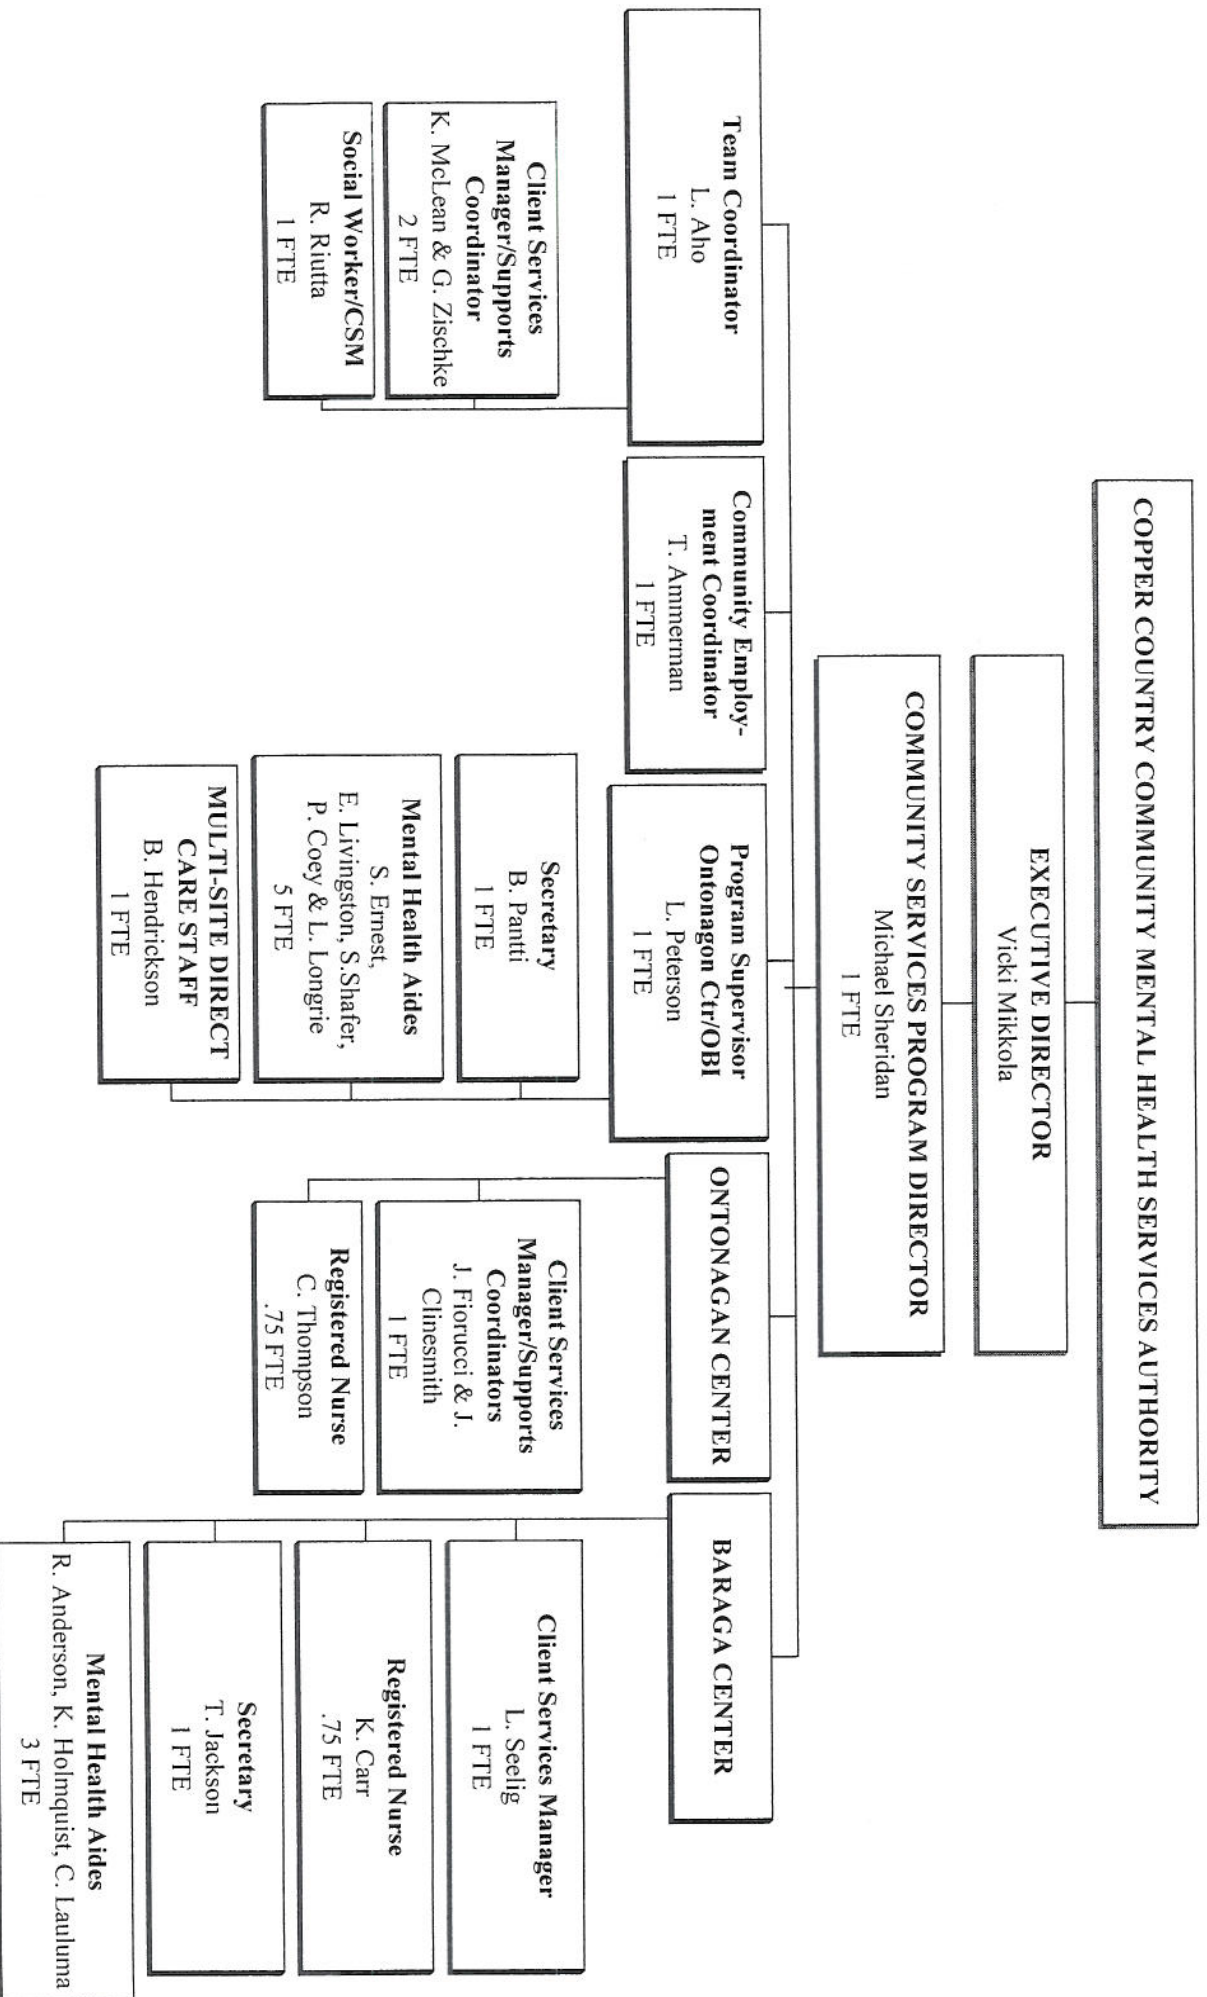 COPPER COUNTRY COMMUNITY MENTAL HEALTH SERVICES AUTHORITY
EXECUTIVE DIRECTOR
Vicki Mikkola
COMMUNITY SERVICES PROGRAM DIRECTOR
Michael Sheridan
1 FTE
Team Coordinator
L. Aho
1 FTE
Client Services
Manager/Supports
Coordinator
K. McLean & G. Zischke
2 FTE
Social Worker/CSM
R. Riutta
1 FTE
Community Employ-
ment Coordinator
T. Ammerman
1 FTE
Program Supervisor
Ontonagon Ctr/OBI
L. Peterson
1 FTE
Secretary
B. Pantti
1 FTE
Mental Health Aides
S. Ernest,
E. Livingston, S.Shafer,
P. Coey & L. Longrie
5 FTE
MULTI-SITE DIRECT
CARE STAFF
B. Hendrickson
1 FTE
ONTONAGAN CENTER
Client Services
Manager/Supports
Coordinators
J. Fiorucci & J.
Clinesmith
1 FTE
Registered Nurse
C. Thompson
.75 FTE
BARAGA CENTER
Client Services Manager
L. Seelig
1 FTE
Registered Nurse
K. Carr
.75 FTE
Secretary
T. Jackson
1 FTE
Mental Health Aides
R. Anderson, K. Holmquist, C. Lauluma
3 FTE